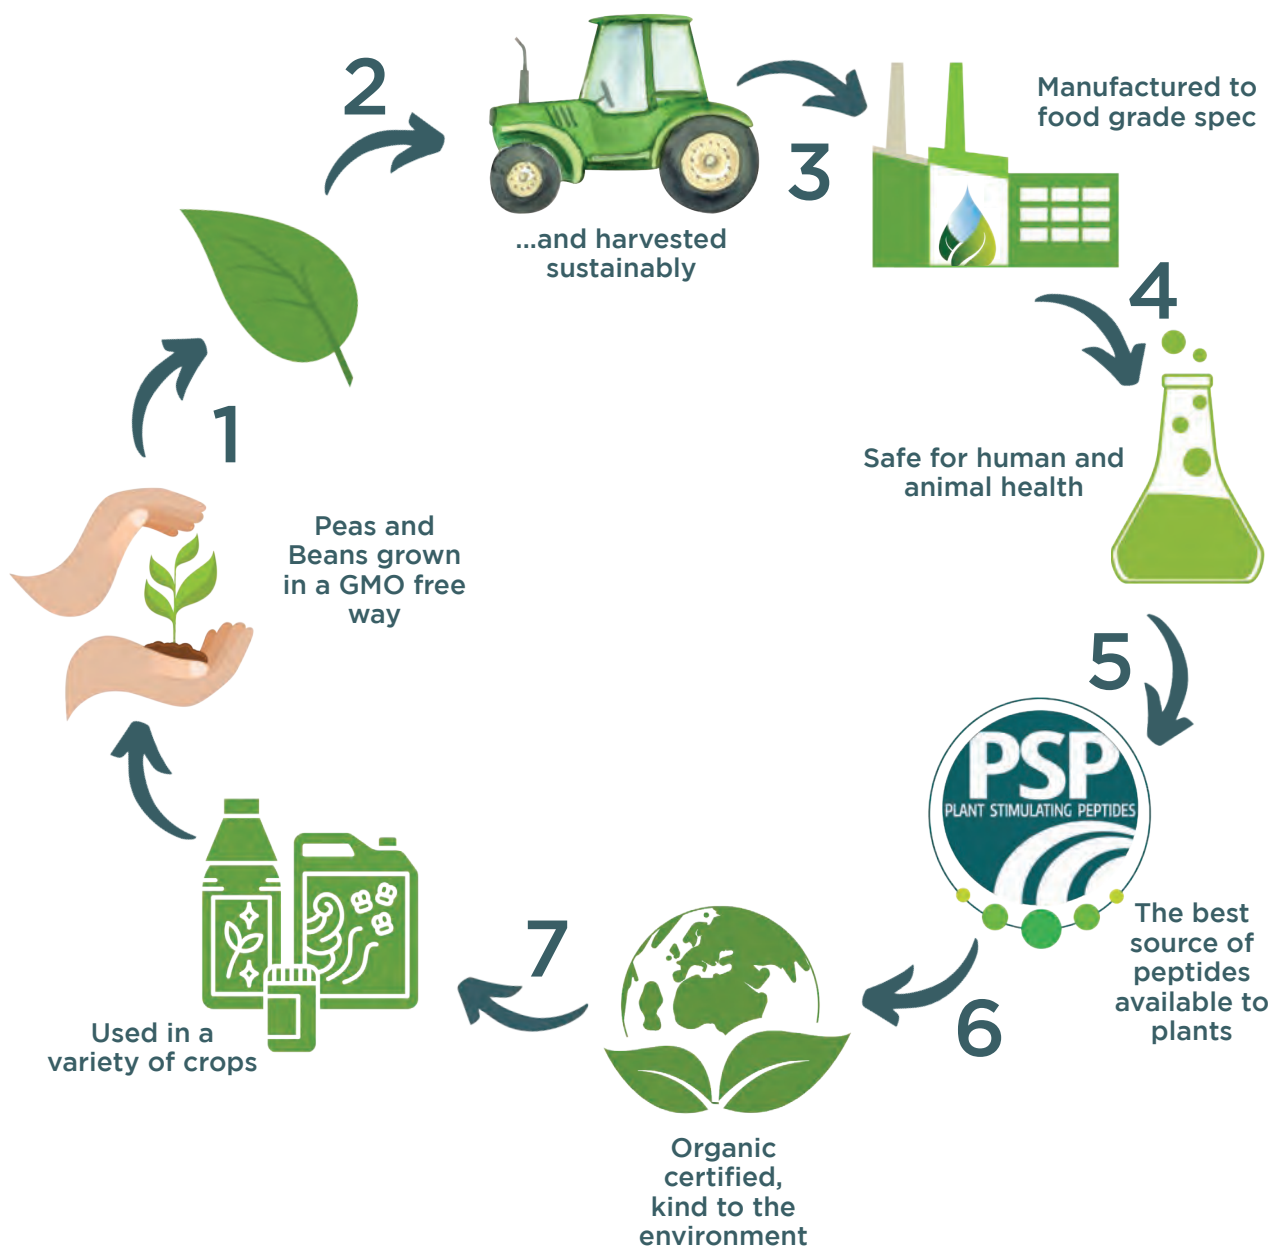 2
3
Manufactured to
food grade spec
...and harvested
sustainably
4
1
Safe for human and
animal health
Peas and
Beans grown
in a GMO free
way
5
PSP
PLANT STIMULATING PEPTIDES
The best
source of
peptides
available to
plants
6
7
Used in a
variety of crops
Organic
certified,
kind to the
environment